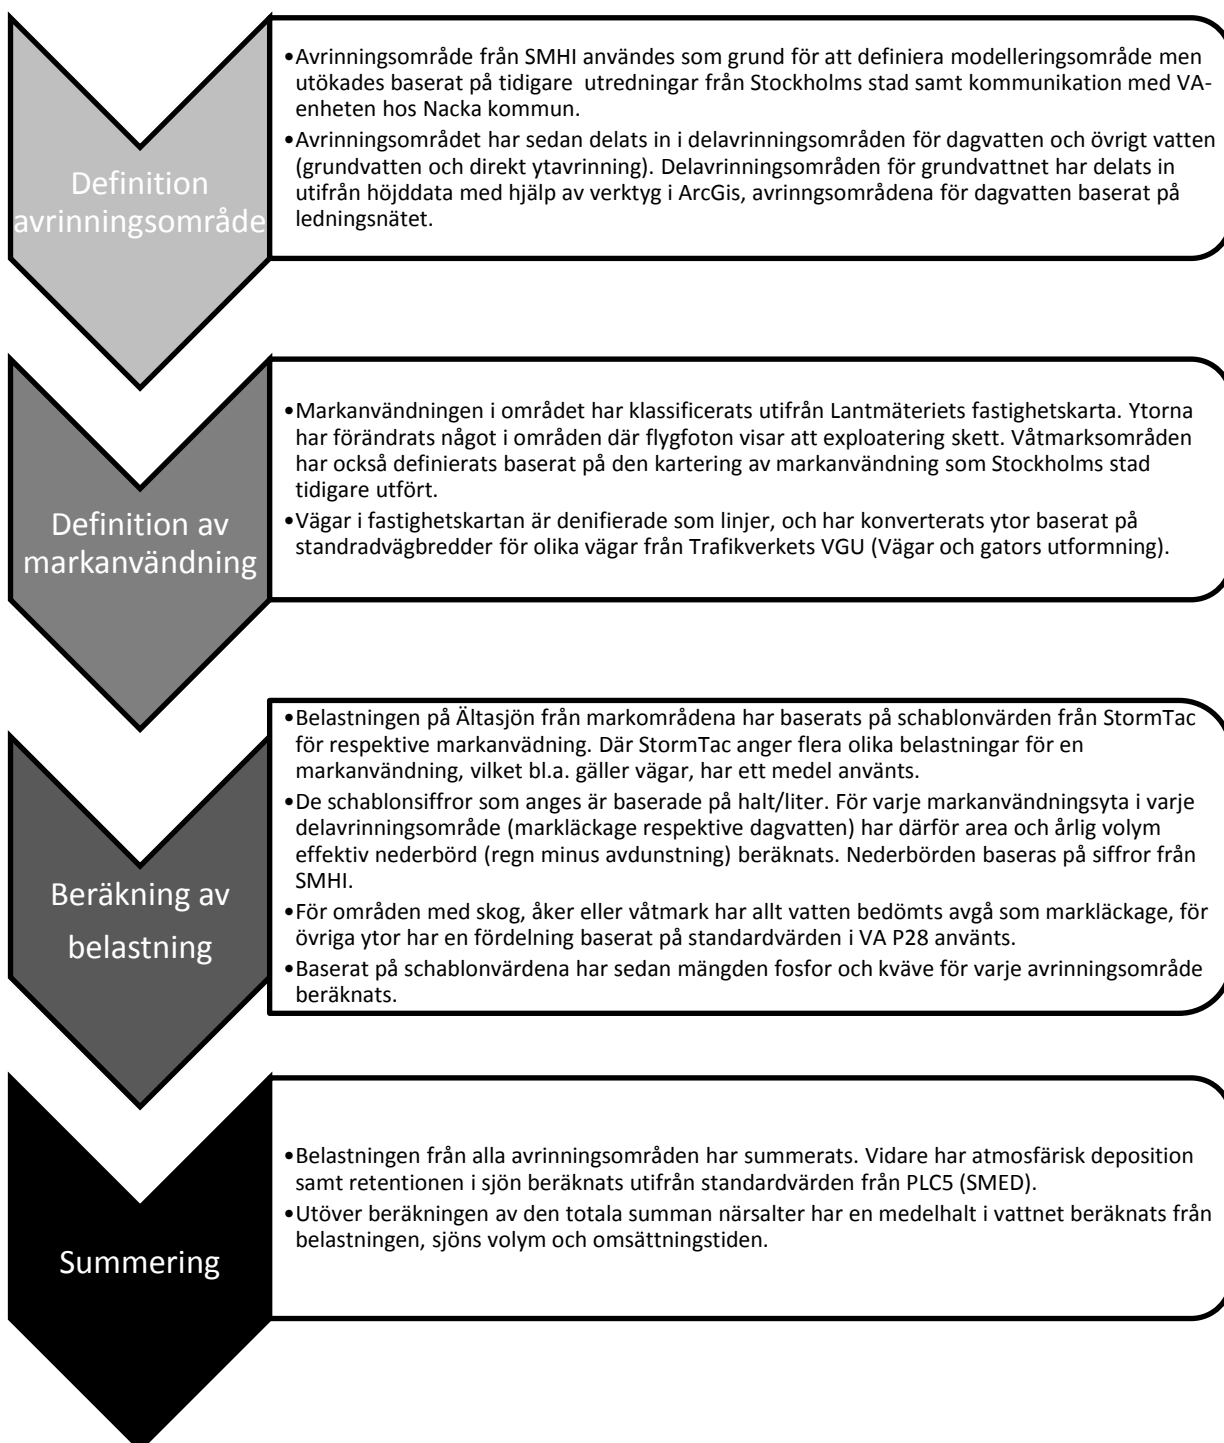 Definition
avrinningsområde
•Avrinningsområde från SMHI användes som grund för att definiera modelleringsområde men
utökades baserat på tidigare  utredningar från Stockholms stad samt kommunikation med VA-
enheten hos Nacka kommun.
•Avrinningsområdet har sedan delats in i delavrinningsområden för dagvatten och övrigt vatten
(grundvatten och direkt ytavrinning). Delavrinningsområden för grundvattnet har delats in
utifrån höjddata med hjälp av verktyg i ArcGis, avrinngsområdena för dagvatten baserat på
ledningsnätet.
Definition av
markanvändning
•Markanvändningen i området har klassificerats utifrån Lantmäteriets fastighetskarta. Ytorna
har förändrats något i områden där flygfoton visar att exploatering skett. Våtmarksområden
har också definierats baserat på den kartering av markanvändning som Stockholms stad
tidigare utfört.
•Vägar i fastighetskartan är denifierade som linjer, och har konverterats ytor baserat på
standradvägbredder för olika vägar från Trafikverkets VGU (Vägar och gators utformning).
Beräkning av
belastning
•Belastningen på Ältasjön från markområdena har baserats på schablonvärden från StormTac
för respektive markanvädning. Där StormTac anger flera olika belastningar för en
markanvändning, vilket bl.a. gäller vägar, har ett medel använts.
•De schablonsiffror som anges är baserade på halt/liter. För varje markanvändningsyta i varje
delavrinningsområde (markläckage respektive dagvatten) har därför area och årlig volym
effektiv nederbörd (regn minus avdunstning) beräknats. Nederbörden baseras på siffror från
SMHI.
•För områden med skog, åker eller våtmark har allt vatten bedömts avgå som markläckage, för
övriga ytor har en fördelning baserat på standardvärden i VA P28 använts.
•Baserat på schablonvärdena har sedan mängden fosfor och kväve för varje avrinningsområde
beräknats.
Summering
•Belastningen från alla avrinningsområden har summerats. Vidare har atmosfärisk deposition
samt retentionen i sjön beräknats utifrån standardvärden från PLC5 (SMED).
•Utöver beräkningen av den totala summan närsalter har en medelhalt i vattnet beräknats från
belastningen, sjöns volym och omsättningstiden.